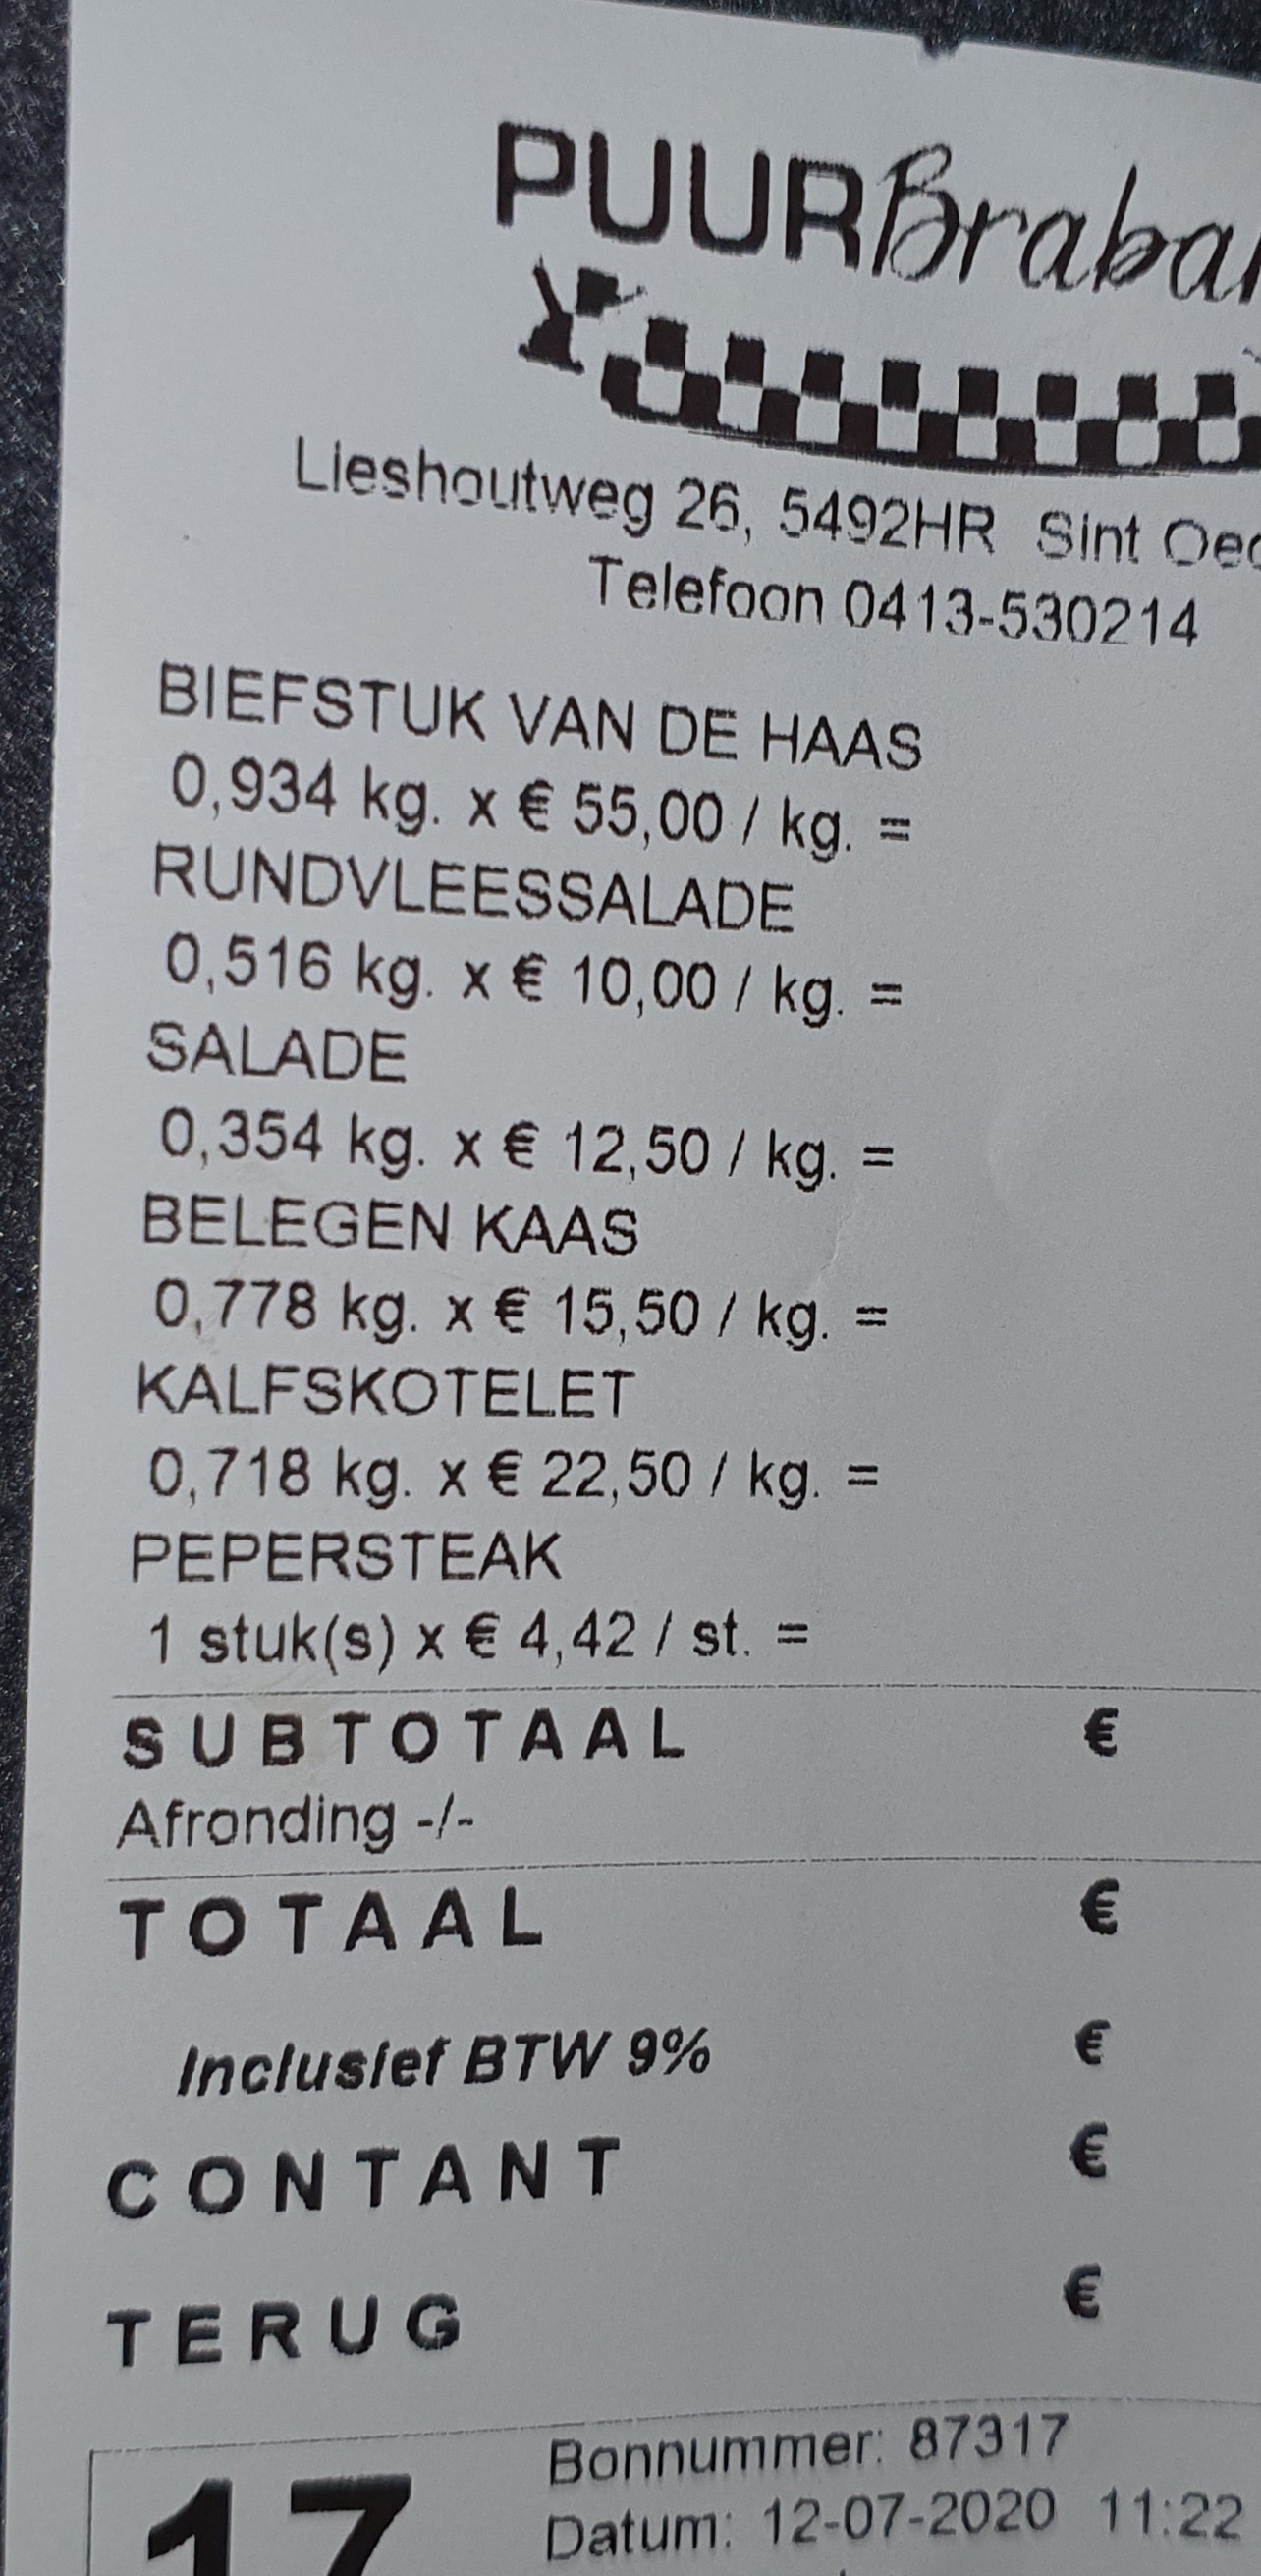 PUURBraba
Lieshoutweg 26, 5492HR Sint Oed
Telefoon 0413-530214
BIEFSTUK VAN DE HAAS
0,934 kg. x € 55,00 / kg. =
RUNDVLEESSALADE
0,516 kg. x € 10,00 / kg. =
SALADE
0,354 kg. x € 12,50 / kg. =
BELEGEN KAAS
0,778 kg. x € 15,50 / kg. =
KALFSKOTELET
0,718 kg. x € 22,50 / kg. =
PEPERSTEAK
1 stuk(s) x € 4,42 / st. =
SUBTOTAAL €
Afronding -/-
TOTAAL €
Inclusief BTW 9% €
CONTANT €
TERUG €
17
Bonnummer: 87317
Datum: 12-07-2020 11:22